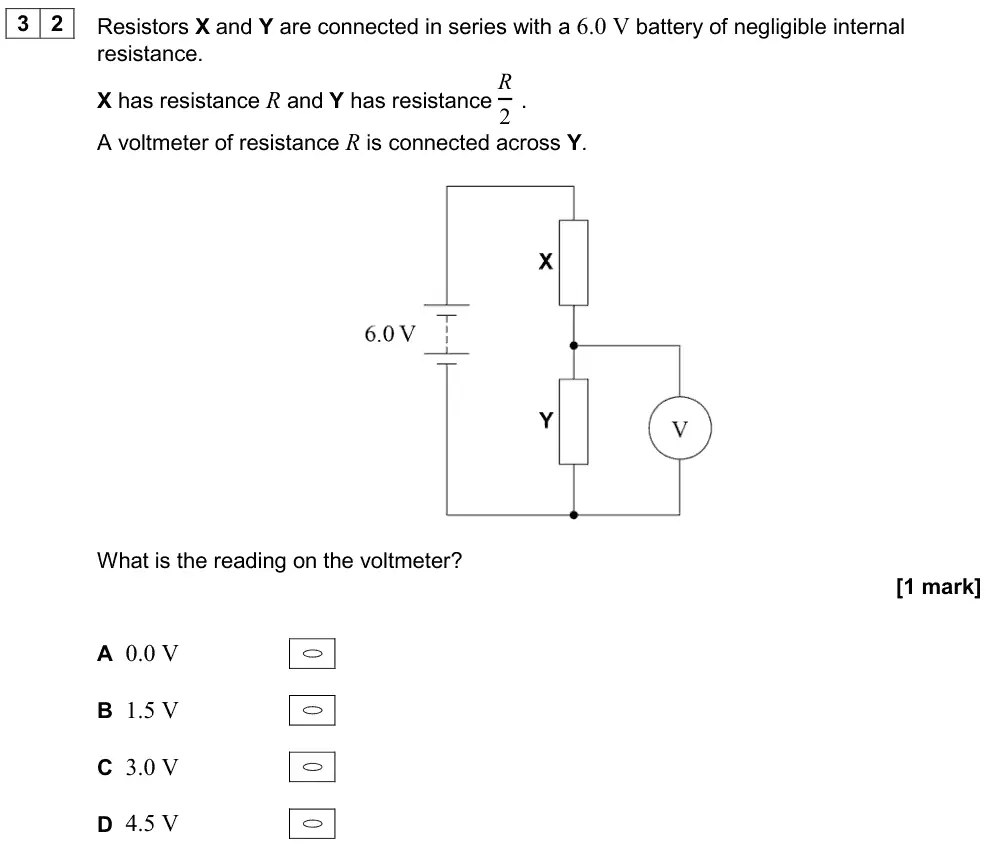 3 2
Resistors X and Y are connected in series with a 6.0 V battery of negligible internal
resistance.
X has resistance R and Y has resistance R/2 .
A voltmeter of resistance R is connected across Y.
X
6.0 V
Y
V
What is the reading on the voltmeter?
[1 mark]
A 0.0 V
B 1.5 V
C 3.0 V
D 4.5 V